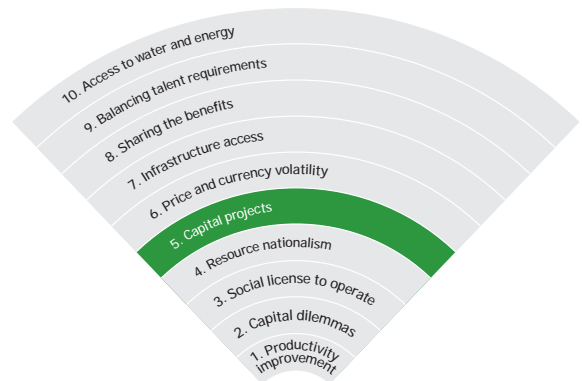 10. Access to water and energy
9. Balancing talent requirements
8. Sharing the benefits
7. Infrastructure access
6. Price and currency volatility
5. Capital projects
4. Resource nationalism
3. Social license to operate
2. Capital dilemmas
1. Productivity
improvement